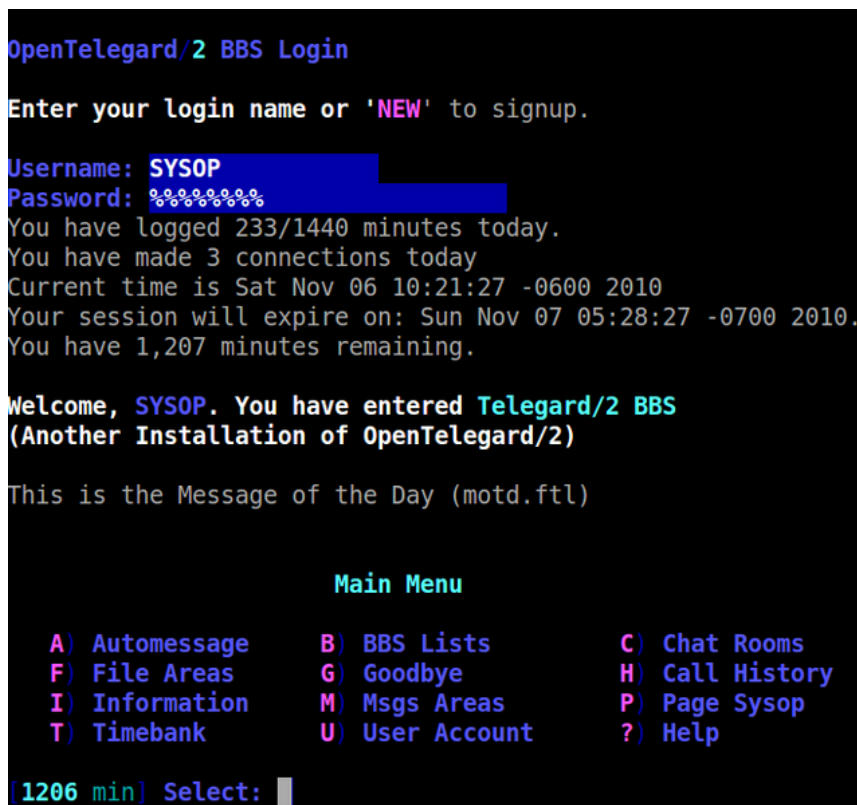 OpenTelegard/2 BBS Login
Enter your login name or 'NEW' to signup.
Username: SYSOP
Password: %%%%%%%%
You have logged 233/1440 minutes today.
You have made 3 connections today
Current time is Sat Nov 06 10:21:27 -0600 2010
Your session will expire on: Sun Nov 07 05:28:27 -0700 2010.
You have 1,207 minutes remaining.
Welcome, SYSOP. You have entered Telegard/2 BBS
(Another Installation of OpenTelegard/2)
This is the Message of the Day (motd.ftl)
Main Menu
A) Automessage B) BBS Lists C) Chat Rooms
F) File Areas G) Goodbye H) Call History
I) Information M) Msgs Areas P) Page Sysop
T) Timebank U) User Account ?) Help
[1206 min] Select: